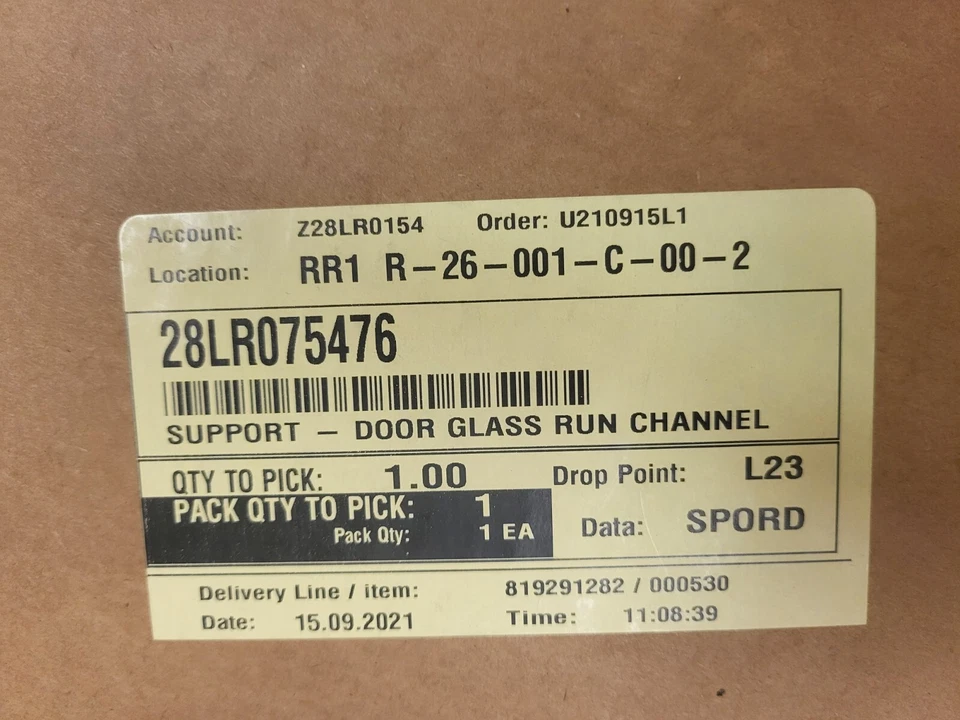 Account: Z28LR0154 Order: U210915L1
Location: RR1 R-26-001-C-00-2
28LR075476
SUPPORT - DOOR GLASS RUN CHANNEL
QTY TO PICK: 1.00 Drop Point: L23
PACK QTY TO PICK: 1
Pack Qty: 1 EA Data: SPORD
Delivery Line / item: 819291282 / 000530
Date: 15.09.2021 Time: 11:08:39